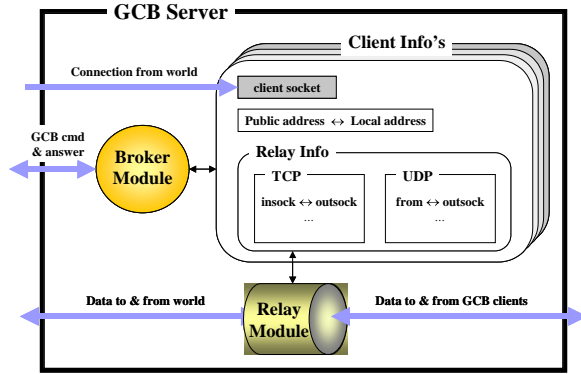 GCB Server
Client Info's
Connection from world
client socket
Public address ↔ Local address
GCB cmd
& answer
Broker
Module
Relay Info
TCP
insock ↔ outsock
...
UDP
from ↔ outsock
...
Data to & from world
Relay
Module
Data to & from GCB clients